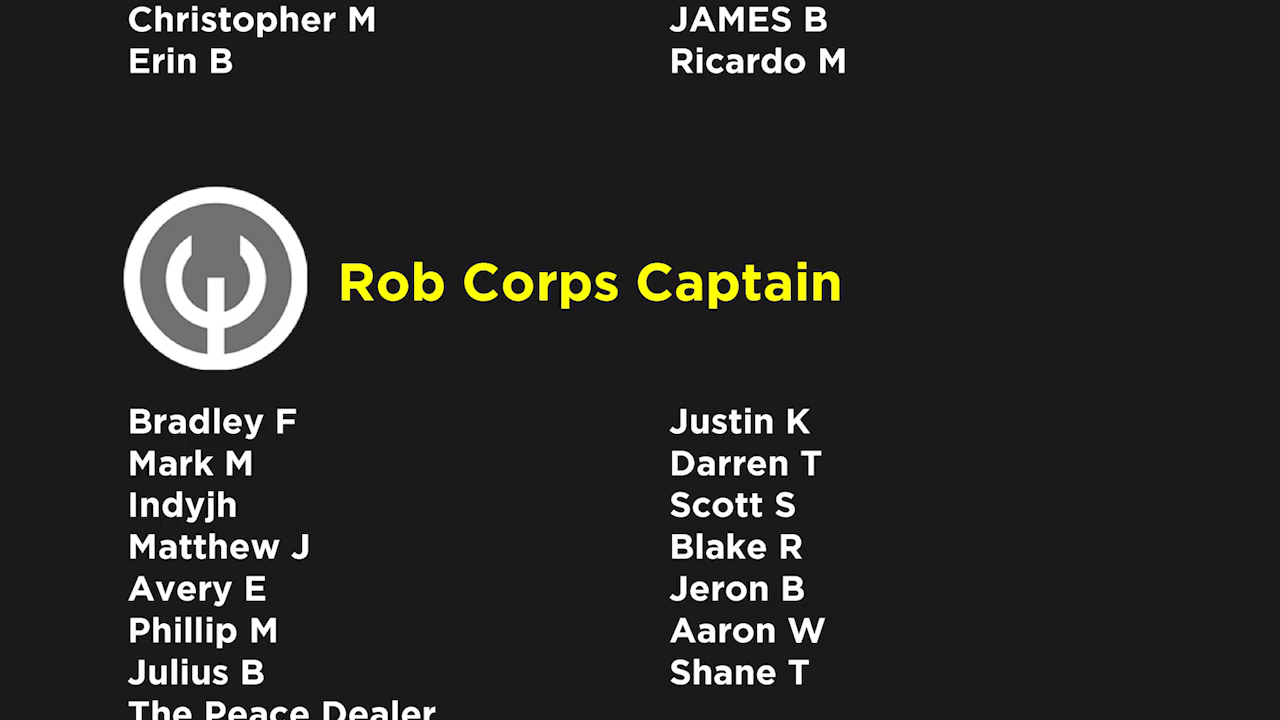 Christopher M
Erin B
JAMES B
Ricardo M
Rob Corps Captain
Bradley F
Mark M
Indyjh
Matthew J
Avery E
Phillip M
Julius B
The Peace Dealer
Justin K
Darren T
Scott S
Blake R
Jeron B
Aaron W
Shane T